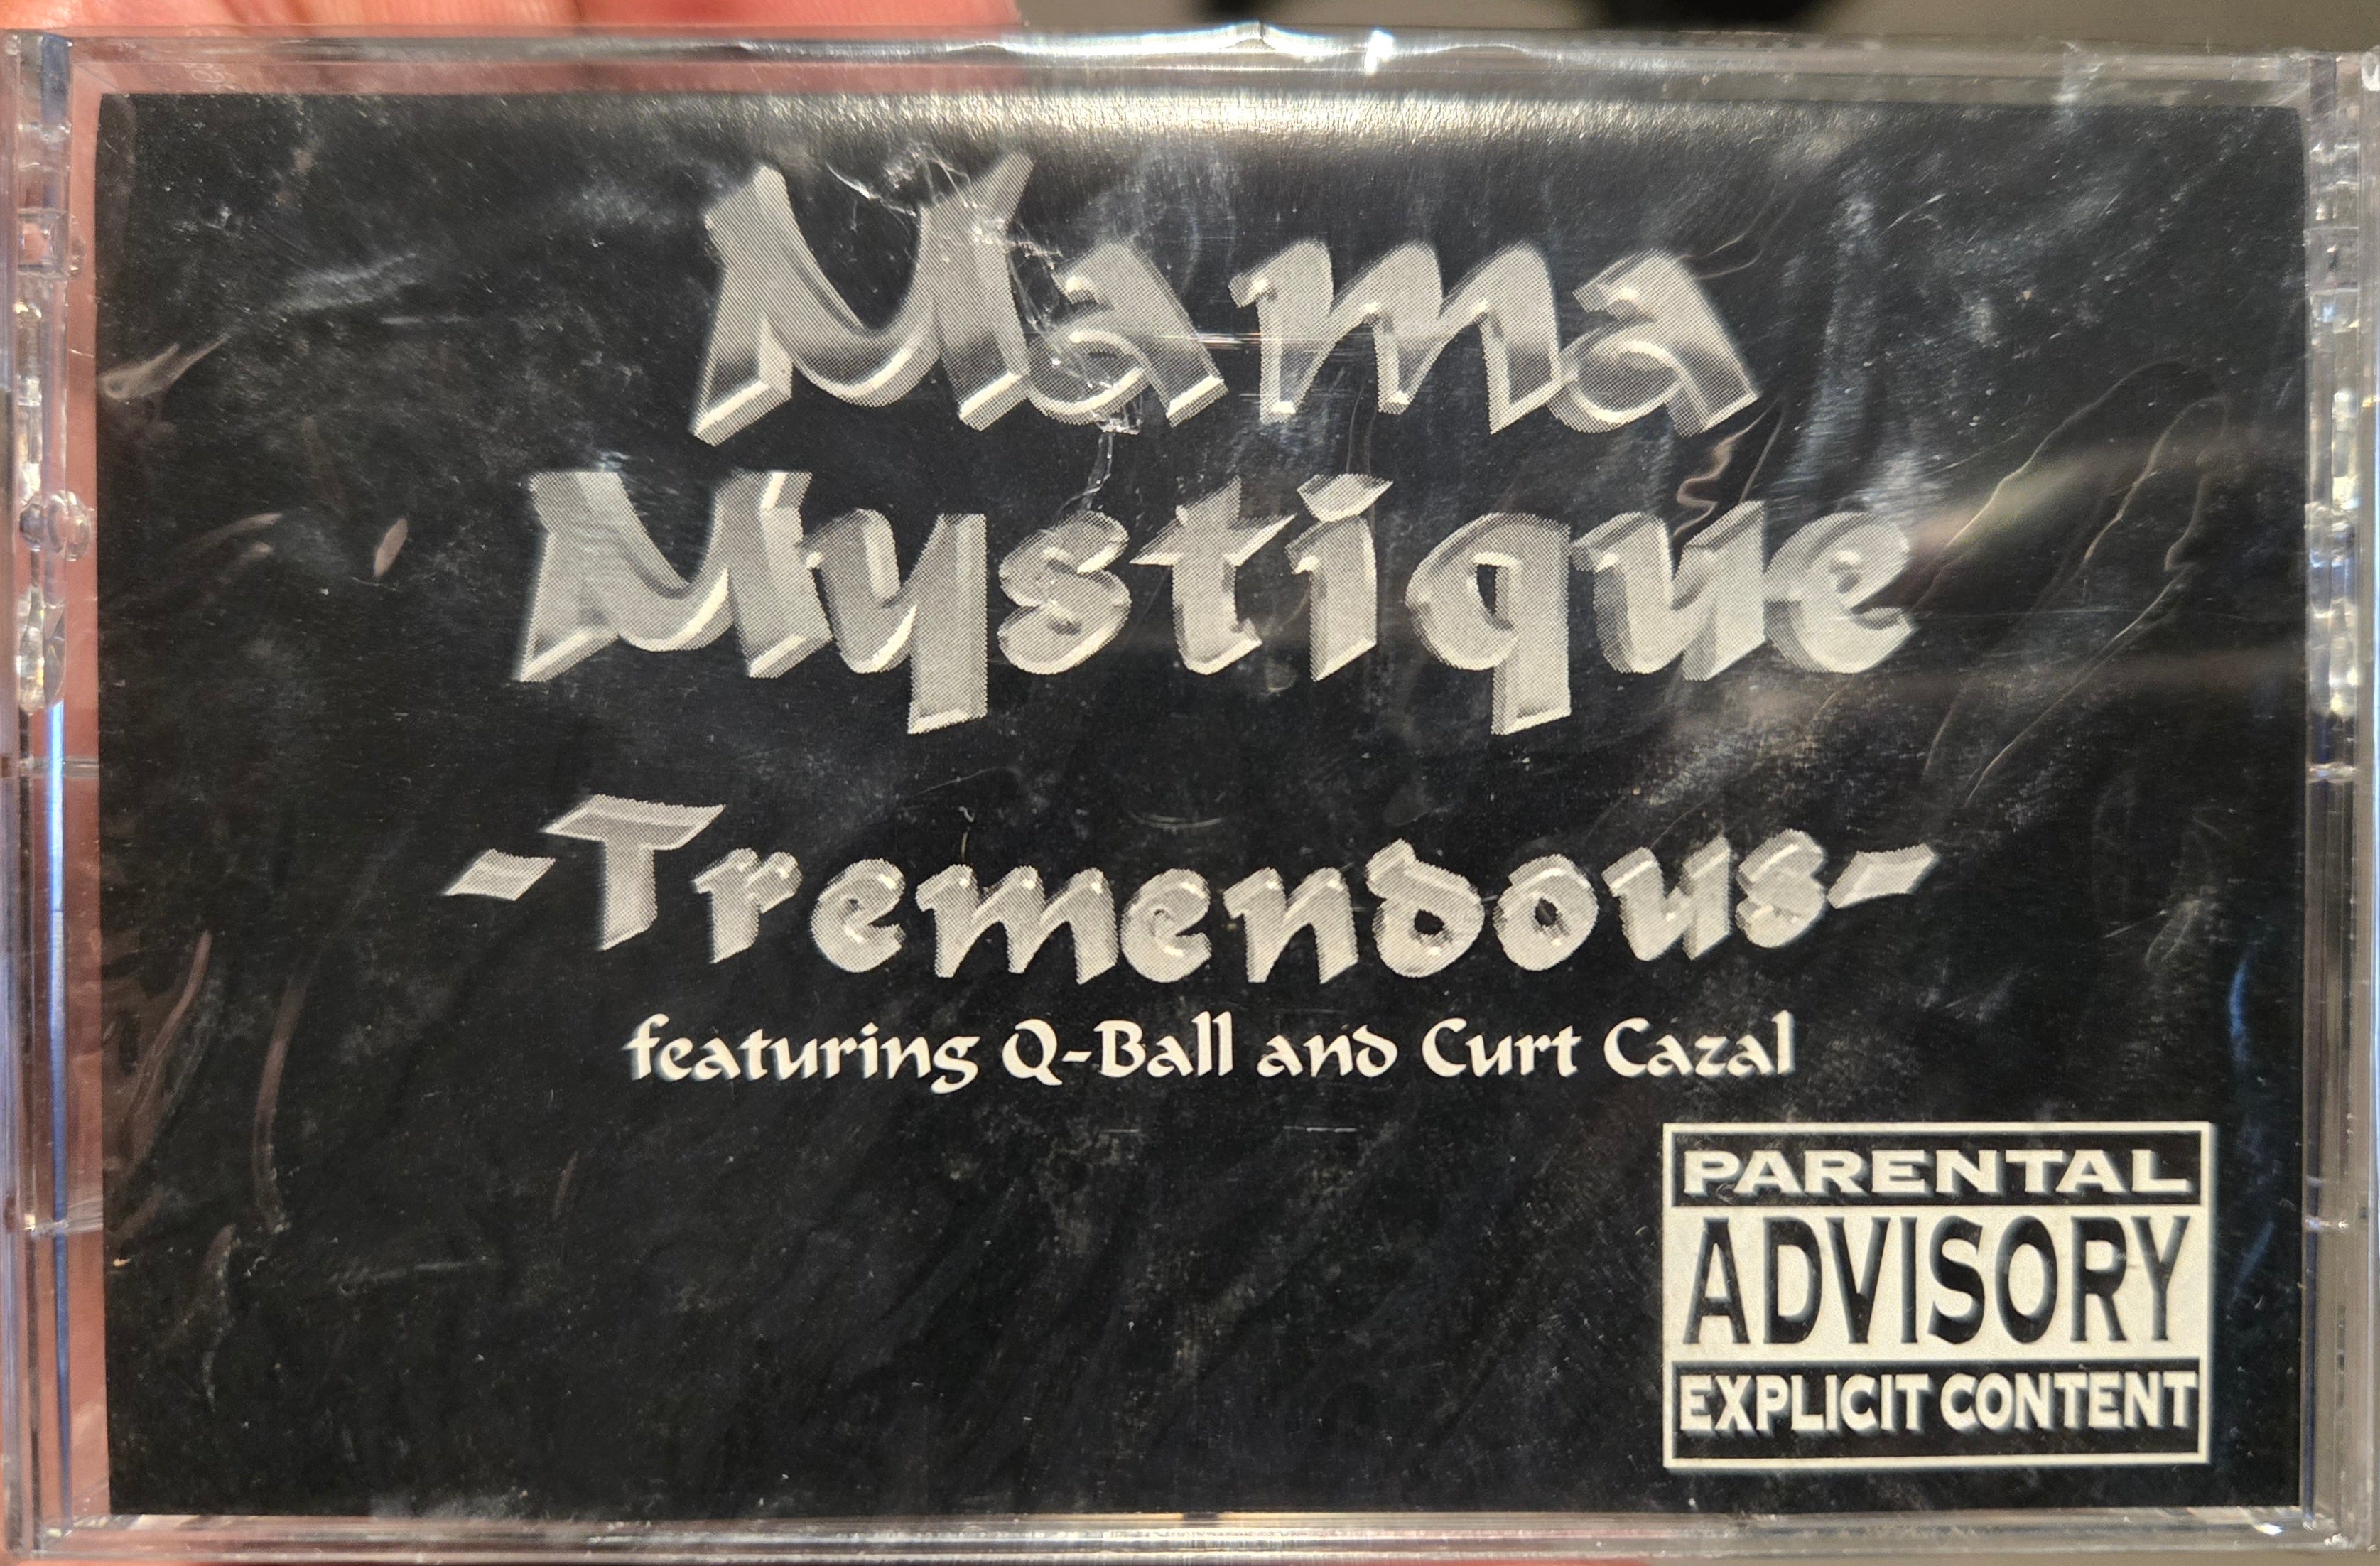 Mama
Mystique
-Tremendous-
featuring Q-Ball and Curt Cazal
PARENTAL
ADVISORY
EXPLICIT CONTENT